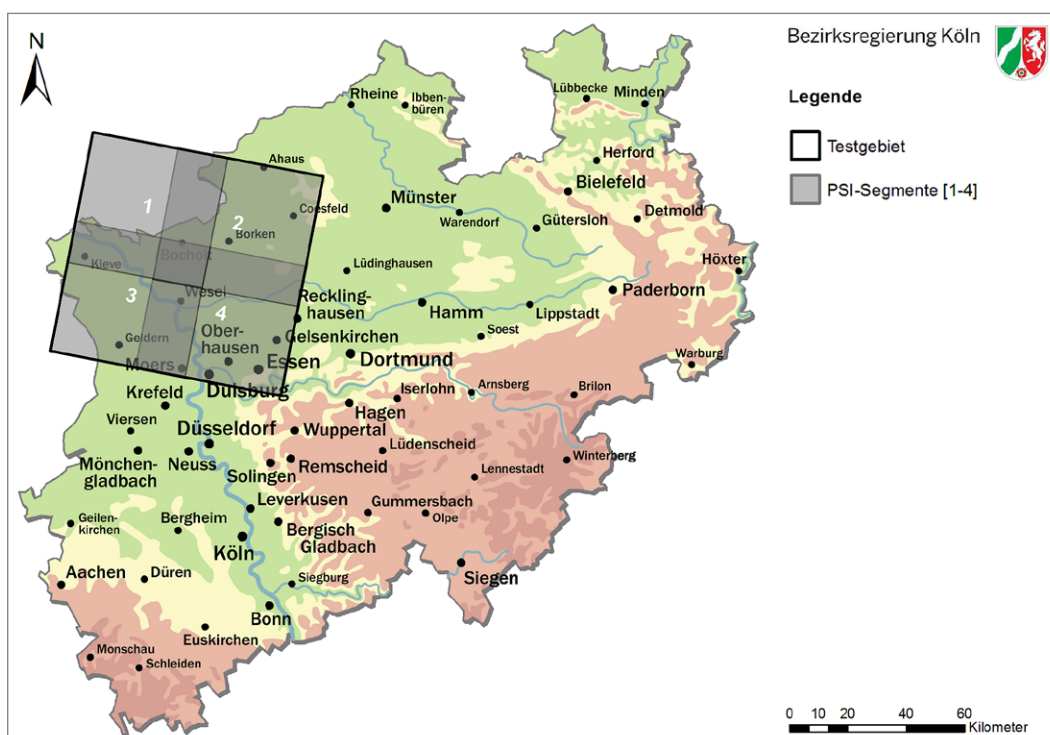 Bezirksregierung Köln
N
Legende
Testgebiet
PSI-Segmente [1-4]
Rheine
Ibben-
büren
Lübbecke
Minden
Ahaus
Herford
Bielefeld
1
2
Coesfeld
Münster
Warendorf
Gütersloh
Detmold
Borken
Bocholt
Höxter
Kleve
Lüdinghausen
Paderborn
3
Wesel
4
Reckling-
hausen
Hamm
Lippstadt
Soest
Geldern
Ober-
hausen
Gelsenkirchen
Moers
Essen
Dortmund
Warburg
Duisburg
Krefeld
Iserlohn
Arnsberg
Brilon
Hagen
Viersen
Düsseldorf
Wuppertal
Lüdenscheid
Mönchen-
gladbach
Neuss
Solingen
Remscheid
Lennestadt
Winterberg
Leverkusen
Gummersbach
Olpe
Geilen-
kirchen
Bergheim
Bergisch
Gladbach
Köln
Aachen
Düren
Siegburg
Siegen
Bonn
Euskirchen
Monschau
Schleiden
0 10 20 40 60
Kilometer